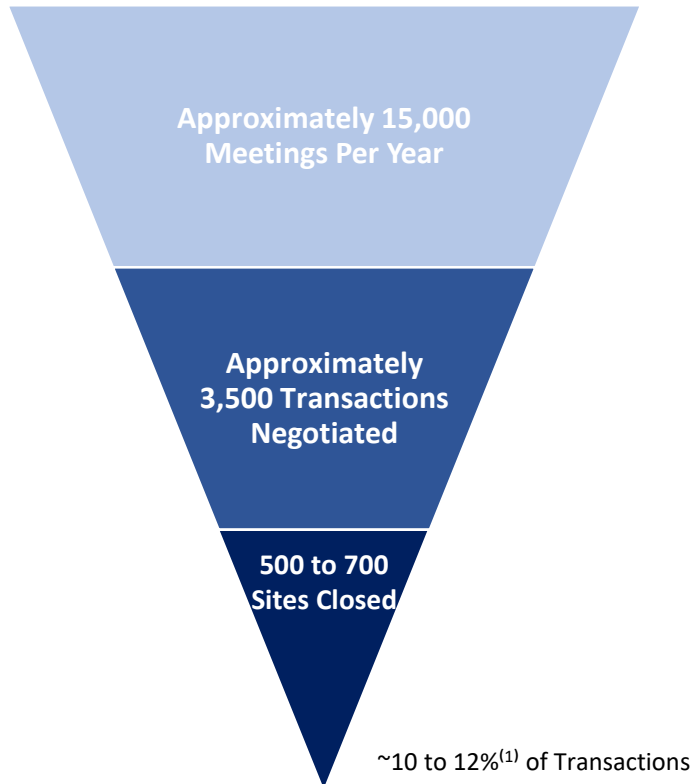 Approximately 15,000
Meetings Per Year
Approximately
3,500 Transactions
Negotiated
500 to 700
Sites Closed
~10 to 12%(1) of Transactions